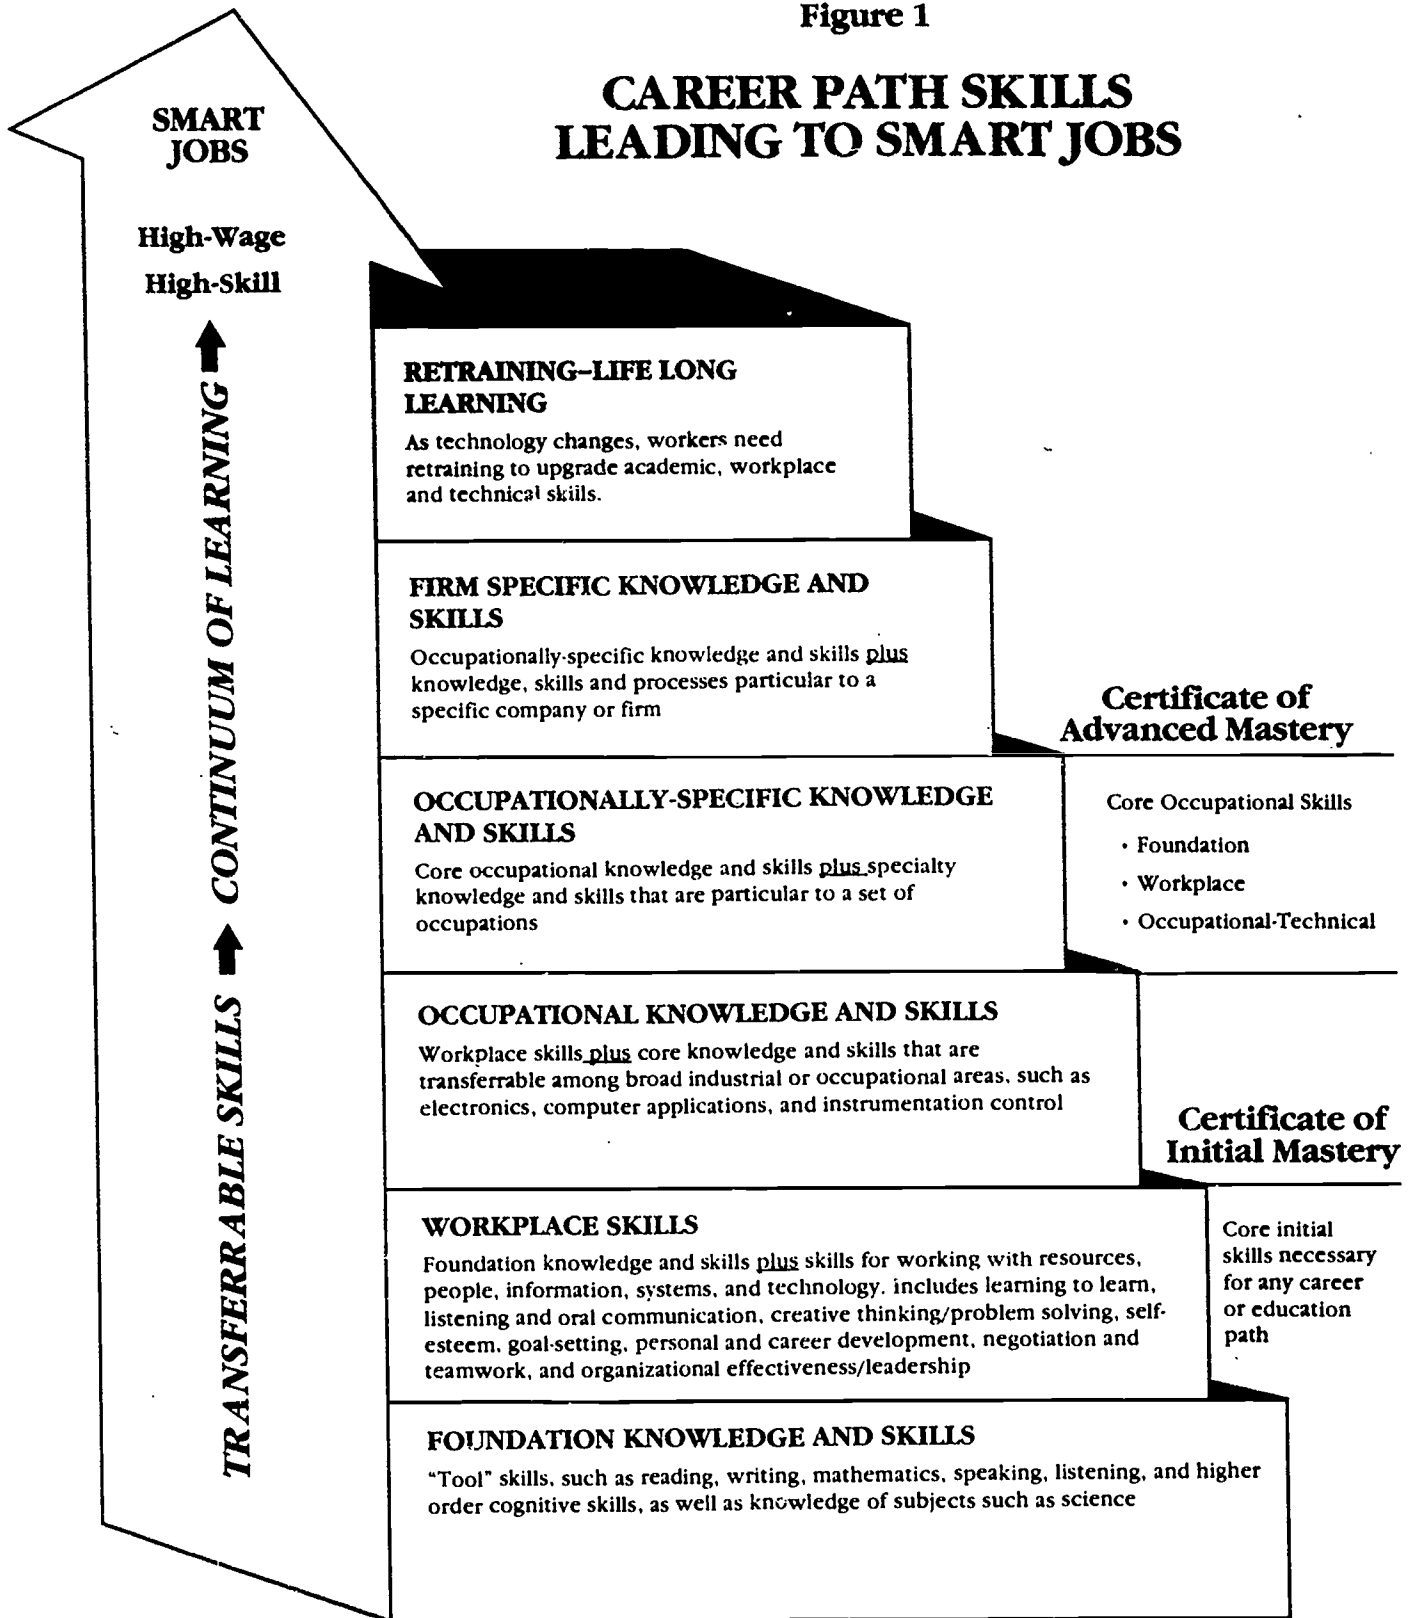 Figure 1
CAREER PATH SKILLS
LEADING TO SMART JOBS
SMART
JOBS
High-Wage
High-Skill
CONTINUUM OF LEARNING
TRANSFERRABLE SKILLS
RETRAINING–LIFE LONG
LEARNING
As technology changes, workers need
retraining to upgrade academic, workplace
and technical skills.
FIRM SPECIFIC KNOWLEDGE AND
SKILLS
Occupationally-specific knowledge and skills plus
knowledge, skills and processes particular to a
specific company or firm
Certificate of
Advanced Mastery
OCCUPATIONALLY-SPECIFIC KNOWLEDGE
AND SKILLS
Core occupational knowledge and skills plus specialty
knowledge and skills that are particular to a set of
occupations
Core Occupational Skills
• Foundation
• Workplace
• Occupational-Technical
OCCUPATIONAL KNOWLEDGE AND SKILLS
Workplace skills plus core knowledge and skills that are
transferrable among broad industrial or occupational areas, such as
electronics, computer applications, and instrumentation control
Certificate of
Initial Mastery
WORKPLACE SKILLS
Foundation knowledge and skills plus skills for working with resources,
people, information, systems, and technology. includes learning to learn,
listening and oral communication, creative thinking/problem solving, self-
esteem, goal-setting, personal and career development, negotiation and
teamwork, and organizational effectiveness/leadership
Core initial
skills necessary
for any career
or education
path
FOUNDATION KNOWLEDGE AND SKILLS
"Tool" skills, such as reading, writing, mathematics, speaking, listening, and higher
order cognitive skills, as well as knowledge of subjects such as science